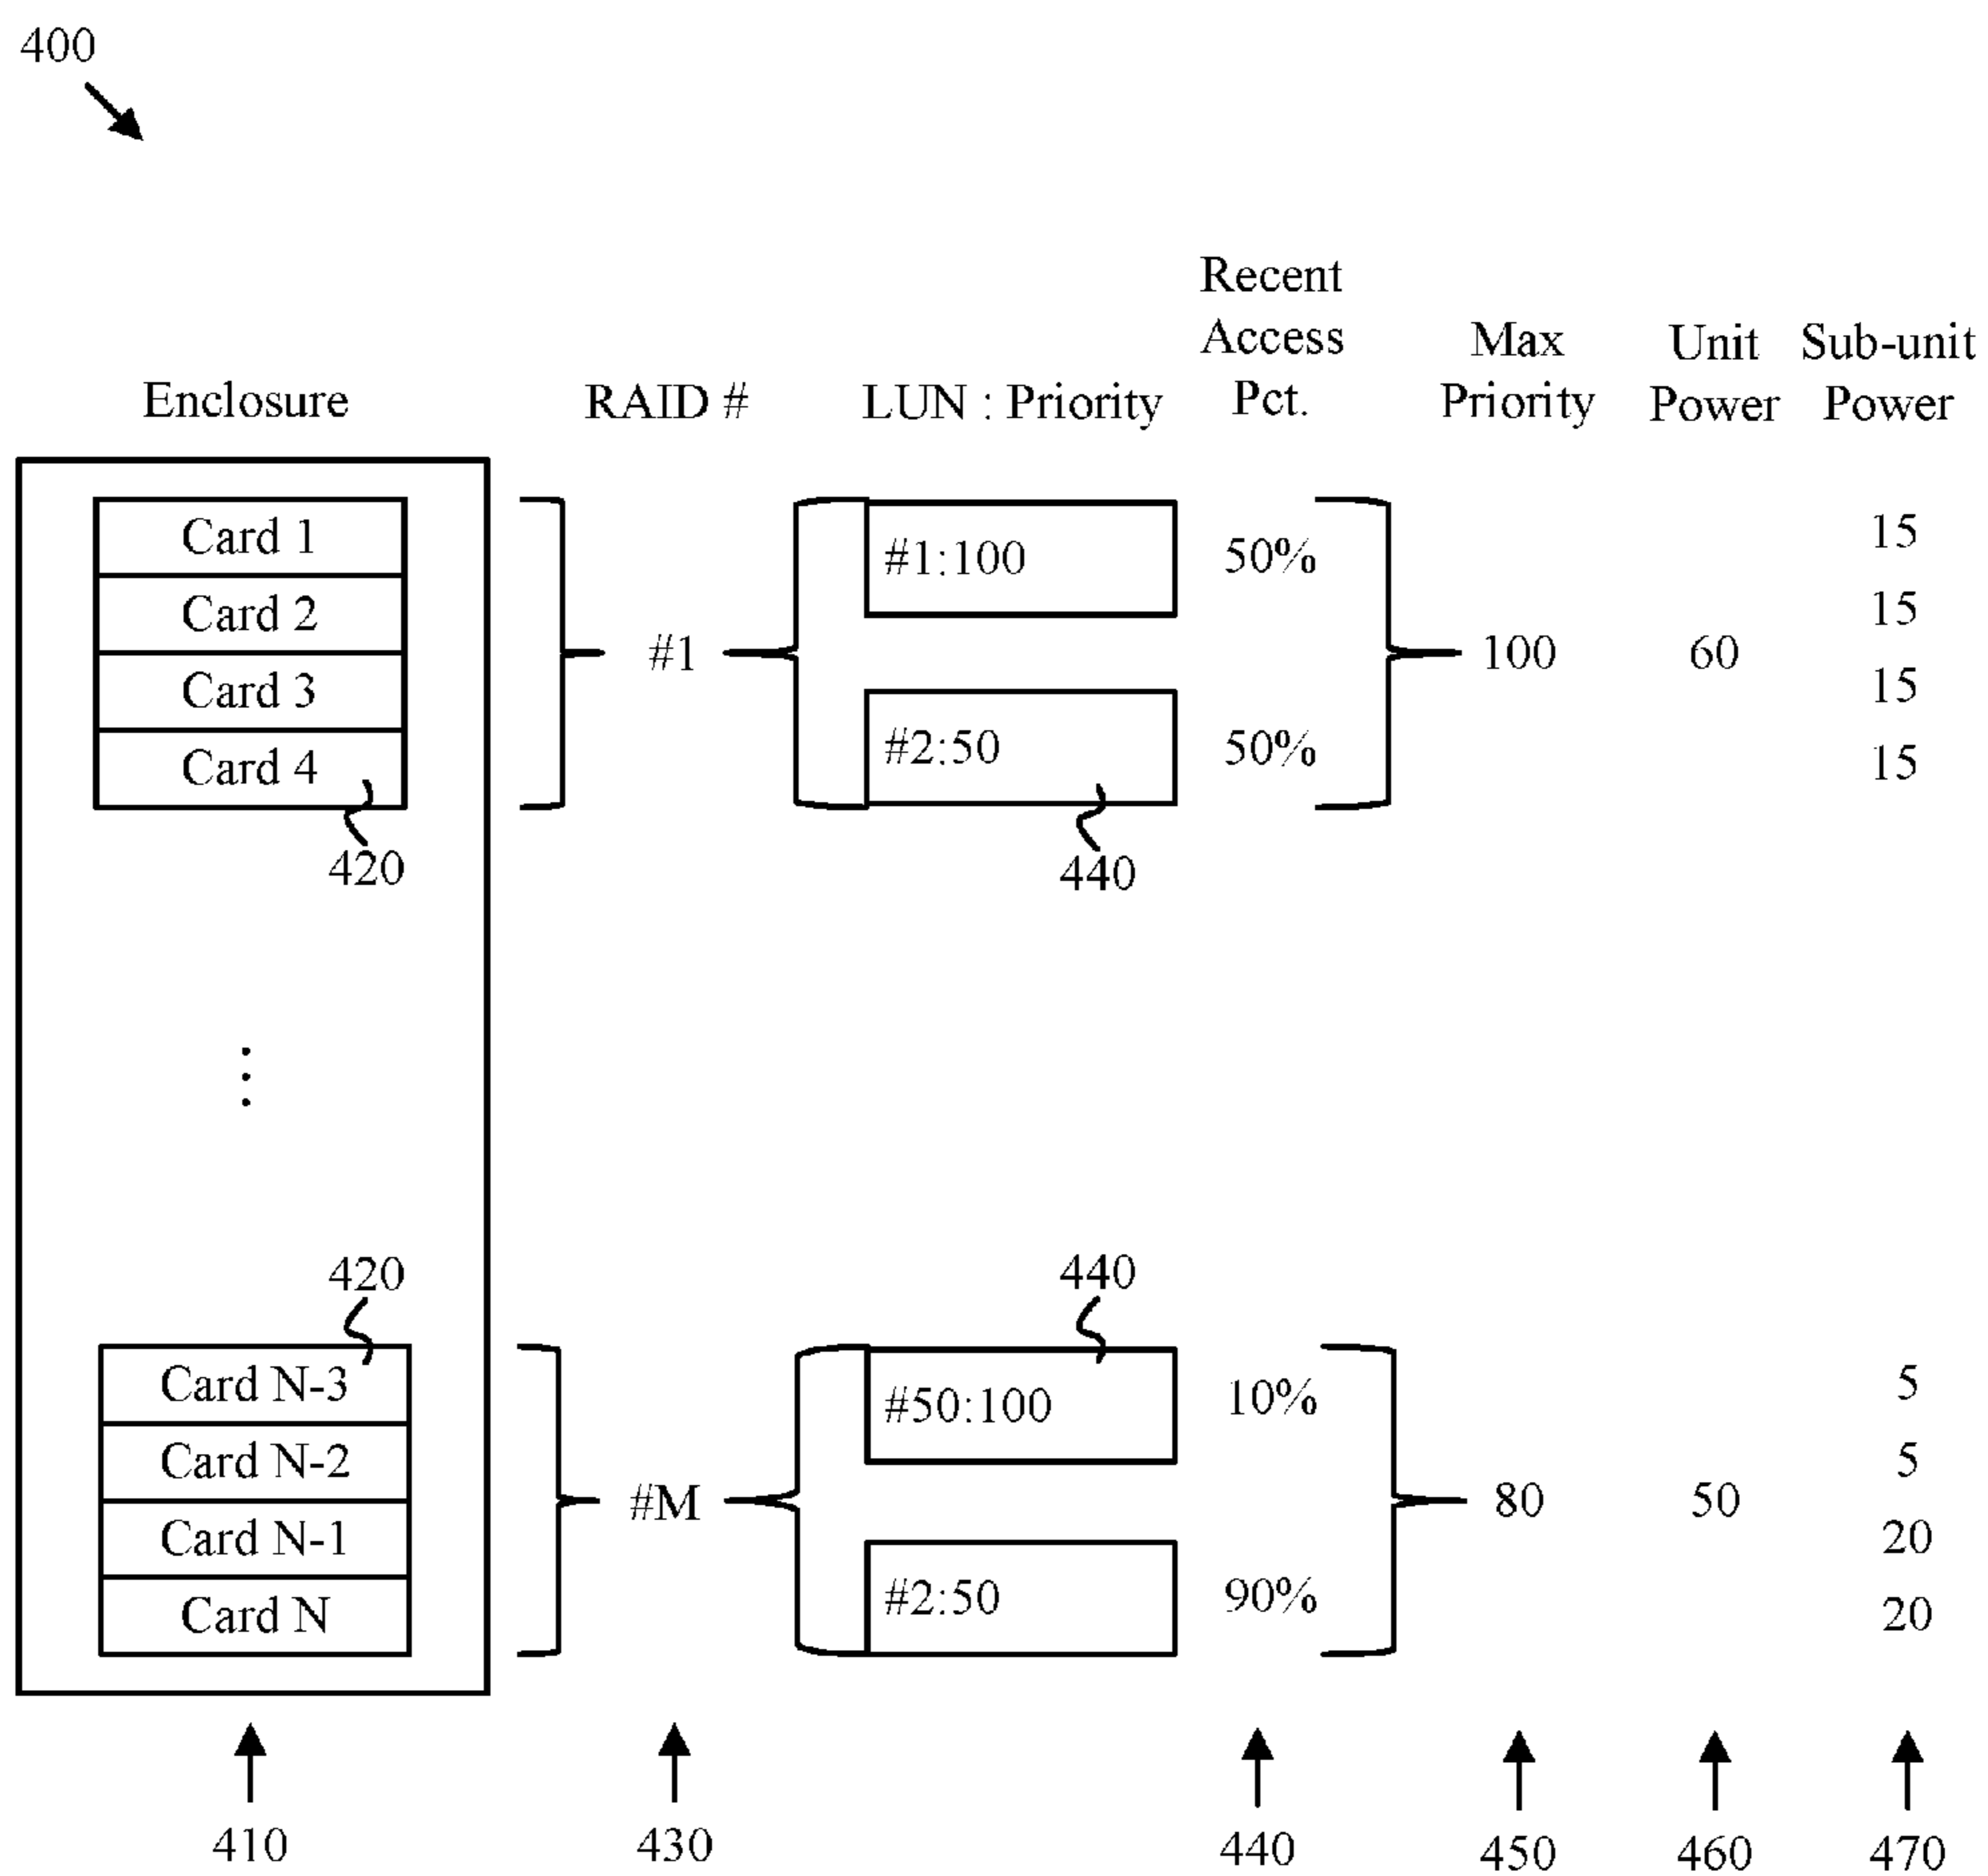 400
Enclosure
RAID #
LUN : Priority
Recent
Access
Pct.
Max
Priority
Unit
Power
Sub-unit
Power
Card 1
Card 2
Card 3
Card 4
420
#1
#1:100
50%
#2:50
50%
440
100
60
15
15
15
15
420
Card N-3
Card N-2
Card N-1
Card N
#M
440
#50:100
10%
#2:50
90%
80
50
5
5
20
20
410
430
440
450
460
470